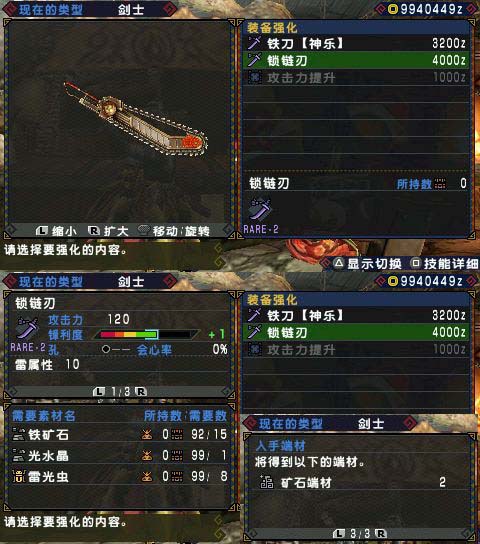 现在的类型 剑士
9940449z
装备强化
铁刀【神乐】 3200z
锁链刃 4000z
攻击力提升 1000z
锁链刃 所持数 0
RARE-2
L 缩小 R 扩大 移动/旋转
请选择要强化的内容。
△显示切换 □技能详细
现在的类型 剑士
9940449z
锁链刃
攻击力 120
锋利度 +1
RARE-2
孔 ○-- 会心率 0%
雷属性 10
L 1/3 R
装备强化
铁刀【神乐】 3200z
锁链刃 4000z
攻击力提升 1000z
需要素材名 所持数/需要数
铁矿石 0 92/15
光水晶 0 99/ 1
雷光虫 0 99/ 8
请选择要强化的内容。
现在的类型 剑士
入手端材
将得到以下的端材。
矿石端材 2
L 3/3 R